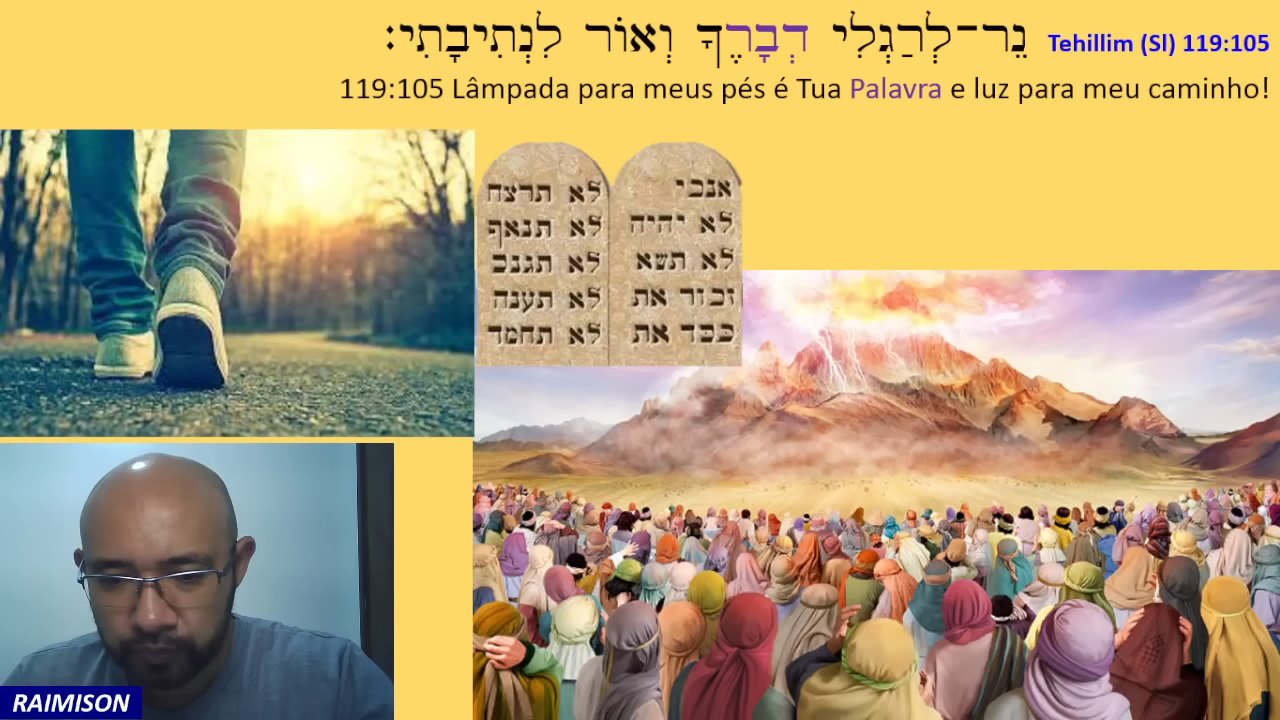 נֵר־לְרַגְלִי דְבָרֶךָ וְאוֹר לִנְתִיבָתִי׃ Tehillim (Sl) 119:105
119:105 Lâmpada para meus pés é Tua Palavra e luz para meu caminho!
אנכי
לא יהיה
לא תשא
זכור את
כבד את
לא תרצח
לא תנאף
לא תגנב
לא תענה
לא תחמד
RAIMISON